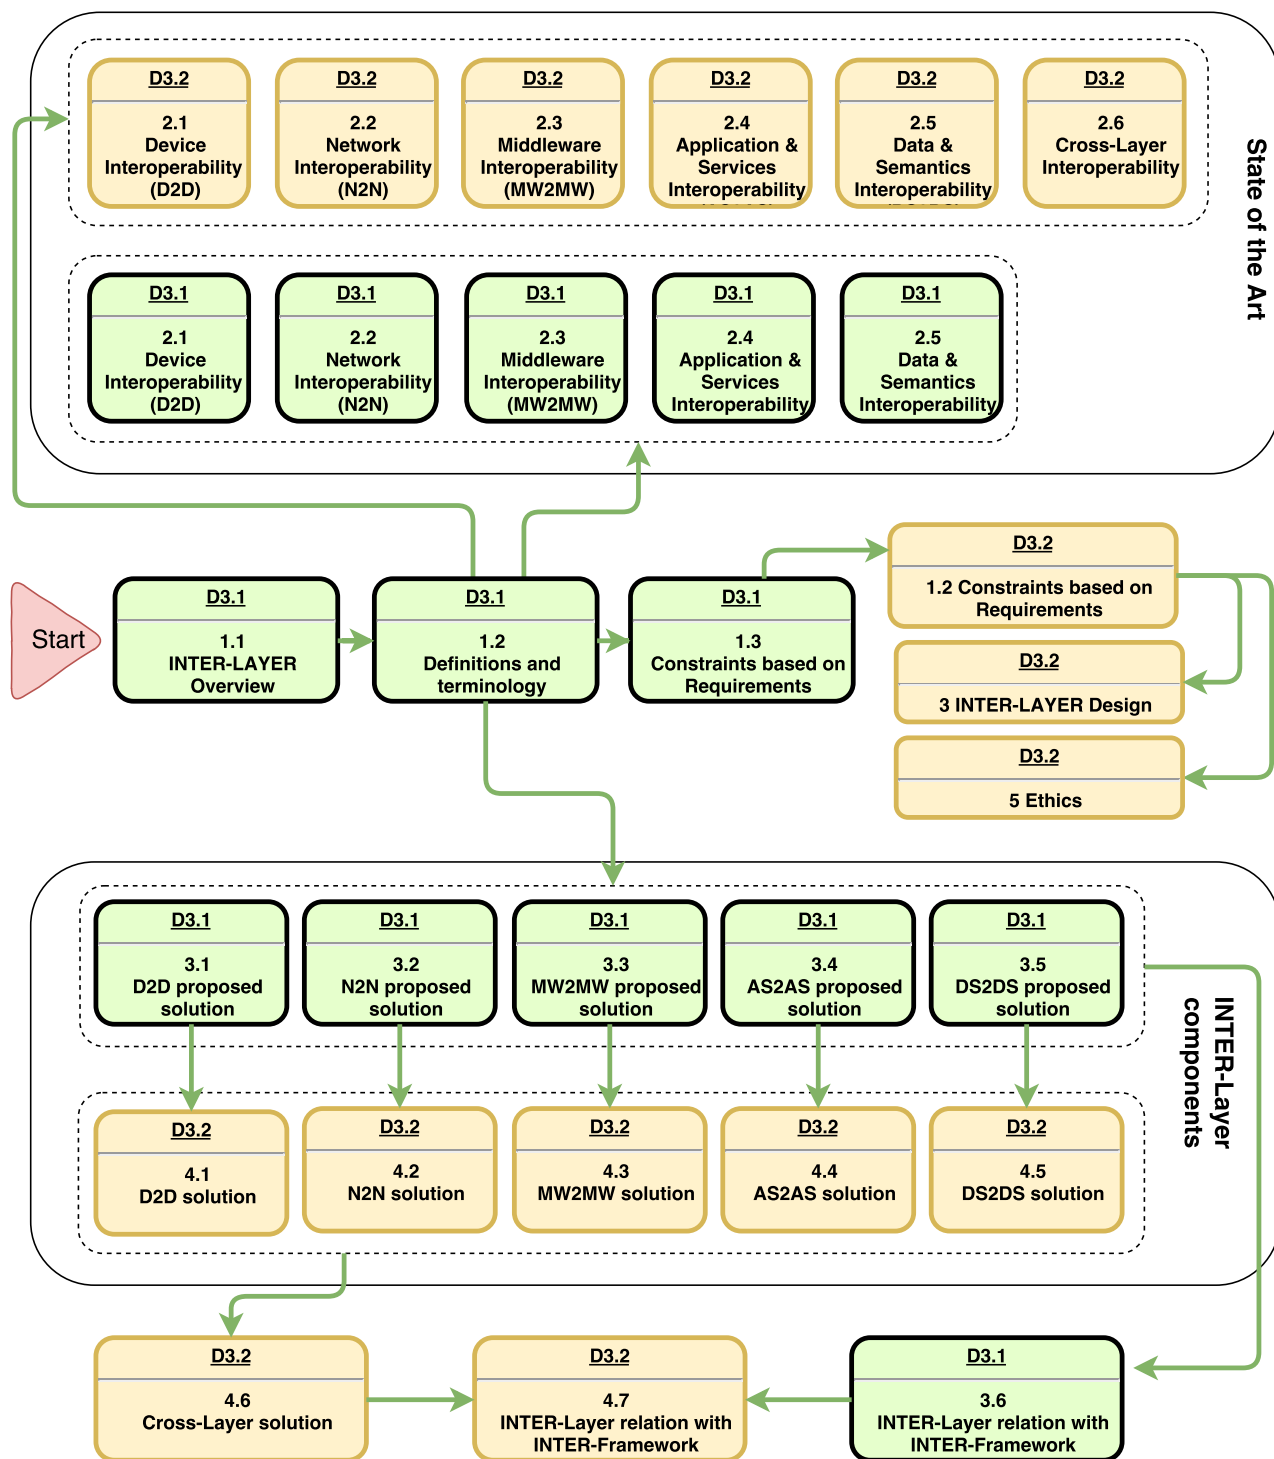 D3.2
2.1
Device
Interoperability
(D2D)
D3.2
2.2
Network
Interoperability
(N2N)
D3.2
2.3
Middleware
Interoperability
(MW2MW)
D3.2
2.4
Application &
Services
Interoperability
D3.2
2.5
Data &
Semantics
Interoperability
D3.2
2.6
Cross-Layer
Interoperability
State of the Art
D3.1
2.1
Device
Interoperability
(D2D)
D3.1
2.2
Network
Interoperability
(N2N)
D3.1
2.3
Middleware
Interoperability
(MW2MW)
D3.1
2.4
Application &
Services
Interoperability
D3.1
2.5
Data &
Semantics
Interoperability
Start
D3.1
1.1
INTER-LAYER
Overview
D3.1
1.2
Definitions and
terminology
D3.1
1.3
Constraints based on
Requirements
D3.2
1.2 Constraints based on
Requirements
D3.2
3 INTER-LAYER Design
D3.2
5 Ethics
D3.1
3.1
D2D proposed
solution
D3.1
3.2
N2N proposed
solution
D3.1
3.3
MW2MW proposed
solution
D3.1
3.4
AS2AS proposed
solution
D3.1
3.5
DS2DS proposed
solution
INTER-Layer
components
D3.2
4.1
D2D solution
D3.2
4.2
N2N solution
D3.2
4.3
MW2MW solution
D3.2
4.4
AS2AS solution
D3.2
4.5
DS2DS solution
D3.2
4.6
Cross-Layer solution
D3.2
4.7
INTER-Layer relation with
INTER-Framework
D3.1
3.6
INTER-Layer relation with
INTER-Framework